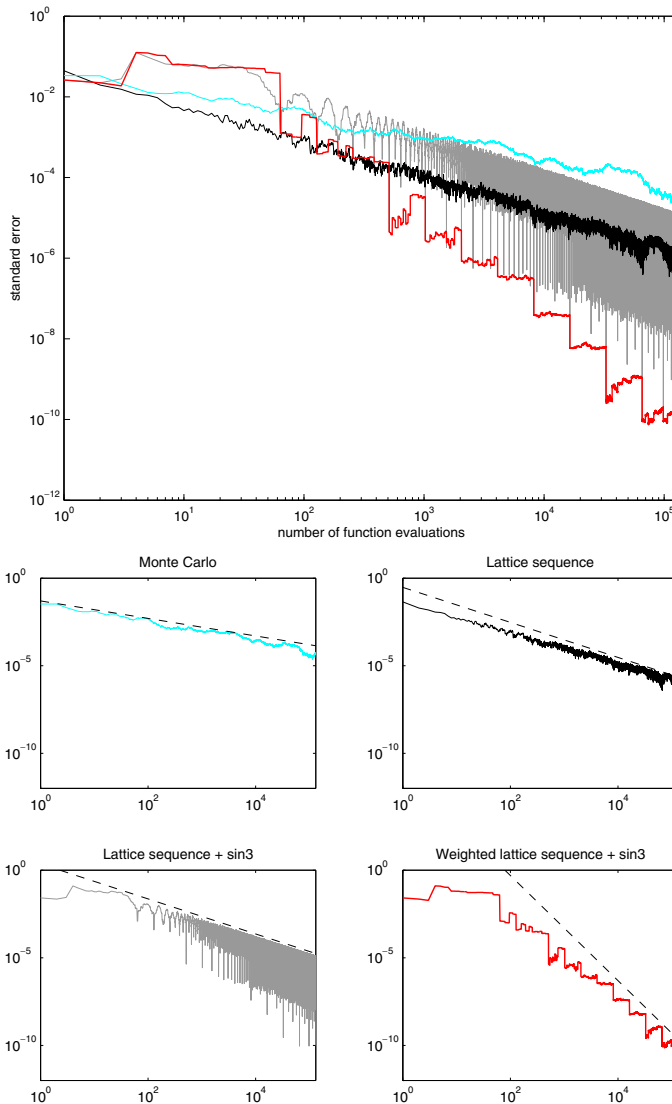 10^0
10^−2
10^−4
10^−6
10^−8
10^−10
10^−12
standard error
10^0 10^1 10^2 10^3 10^4 10^5
number of function evaluations
Monte Carlo
10^0
10^−5
10^−10
10^0 10^2 10^4
Lattice sequence
10^0
10^−5
10^−10
10^0 10^2 10^4
Lattice sequence + sin3
10^0
10^−5
10^−10
10^0 10^2 10^4
Weighted lattice sequence + sin3
10^0
10^−5
10^−10
10^0 10^2 10^4